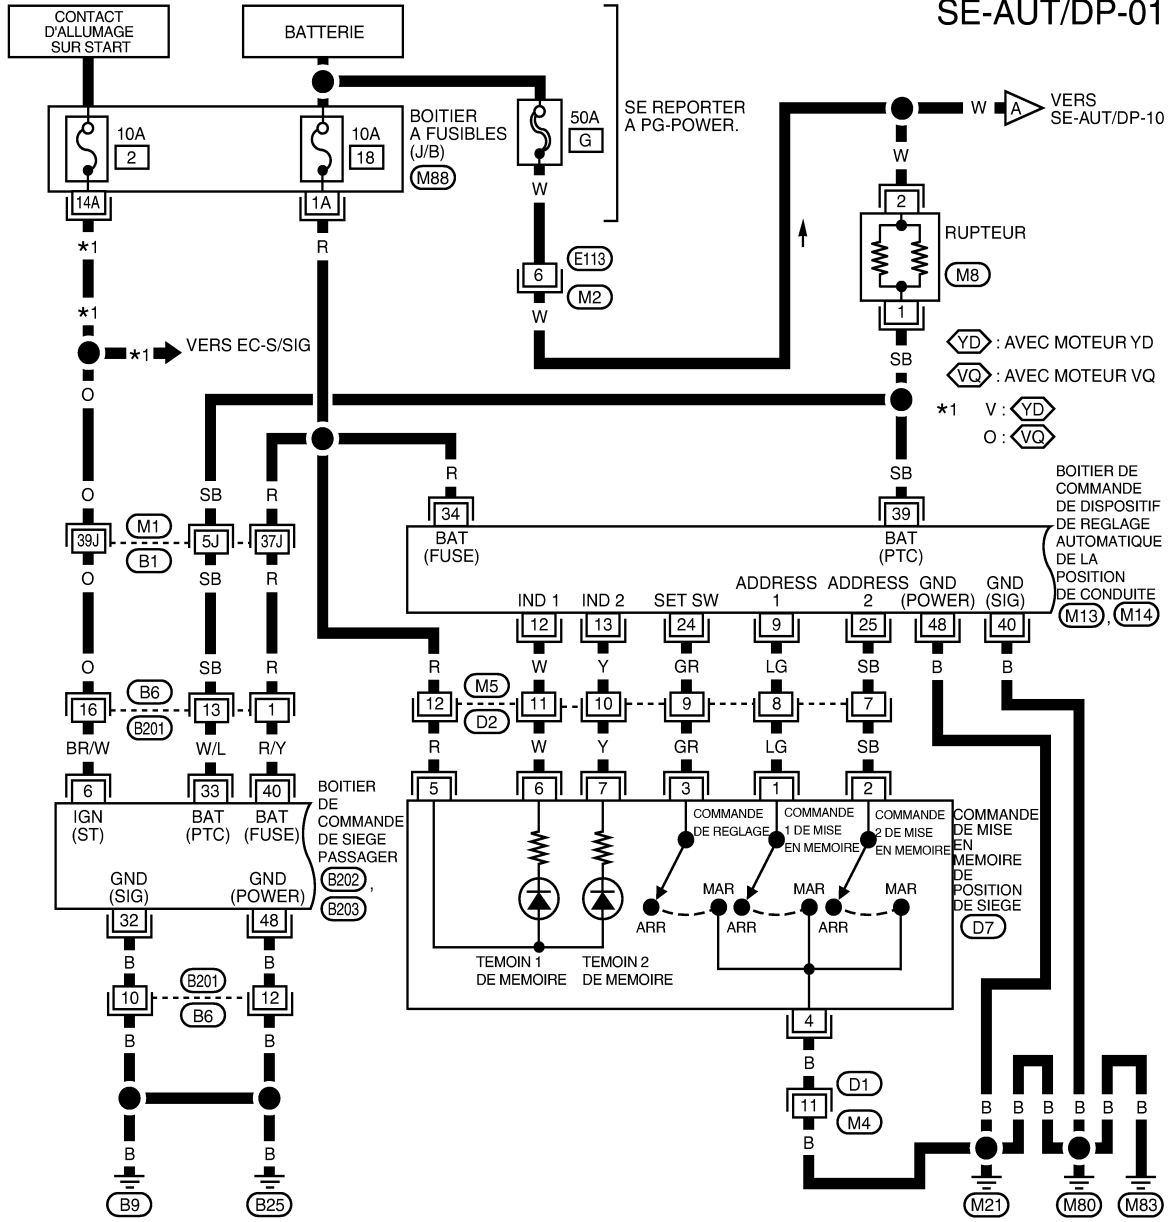 SE-AUT/DP-01
CONTACT
D'ALLUMAGE
SUR START
BATTERIE
10A
2
10A
18
BOITIER
A FUSIBLES
(J/B)
M88
50A
G
SE REPORTER
A PG-POWER.
W
A
VERS
SE-AUT/DP-10
14A
1A
W
W
2
*1
R
E113
6
M2
RUPTEUR
M8
1
*1
W
VERS EC-S/SIG
*1
SB
YD : AVEC MOTEUR YD
VQ : AVEC MOTEUR VQ
*1 V : YD
O : VQ
O
R
SB
O
SB
R
34
39
BOITIER DE
COMMANDE
DE DISPOSITIF
DE REGLAGE
AUTOMATIQUE
DE LA
POSITION
DE CONDUITE
M13 , M14
BAT
(FUSE)
BAT
(PTC)
39J
M1
B1
5J
37J
O
SB
R
IND 1
IND 2
SET SW
ADDRESS
1
ADDRESS
2
GND
(POWER)
GND
(SIG)
12
13
24
9
25
48
40
O
SB
R
R
W
Y
GR
LG
SB
B
B
16
B6
B201
13
1
12
M5
D2
11
10
9
8
7
BR/W
W/L
R/Y
R
W
Y
GR
LG
SB
6
33
40
5
6
7
3
1
2
IGN
(ST)
BAT
(PTC)
BAT
(FUSE)
BOITIER
DE
COMMANDE
DE SIEGE
PASSAGER
B202 ,
B203
GND
(SIG)
GND
(POWER)
COMMANDE
DE REGLAGE
COMMANDE
1 DE MISE
EN MEMOIRE
COMMANDE
2 DE MISE
EN MEMOIRE
COMMANDE
DE MISE
EN
MEMOIRE
DE
POSITION
DE SIEGE
D7
MAR
MAR
MAR
ARR
ARR
ARR
TEMOIN 1
DE MEMOIRE
TEMOIN 2
DE MEMOIRE
32
48
B
B
10
B201
B6
12
B
B
4
B
11
D1
M4
B
B
B
B
B
B
B
B
B
B9
B25
M21
M80
M83